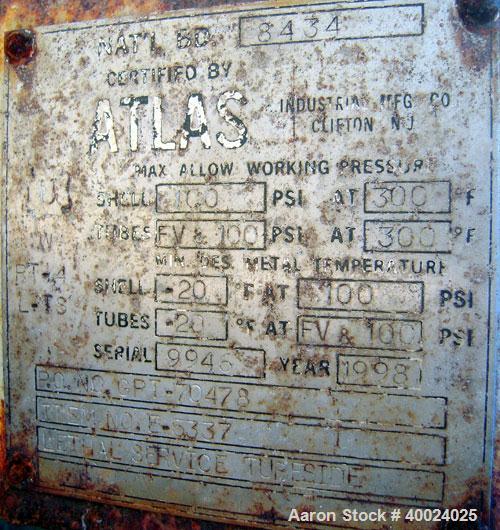 NAT'L BD. 8434
CERTIFIED BY
ATLAS INDUSTRIAL MFG CO
CLIFTON N J
MAX ALLOW WORKING PRESSURE
SHELL 100 PSI AT 300 °F
TUBES FV & 100 PSI AT 300 °F
MIN. DES. METAL TEMPERATURE
SHELL -20 °F AT 100 PSI
TUBES -20 °F AT FV & 100 PSI
SERIAL 9946 YEAR 1998
P.O. NO. GPT-70478
ITEM NO. E-5337
LETHAL SERVICE TUBESIDE
Aaron Stock # 40024025